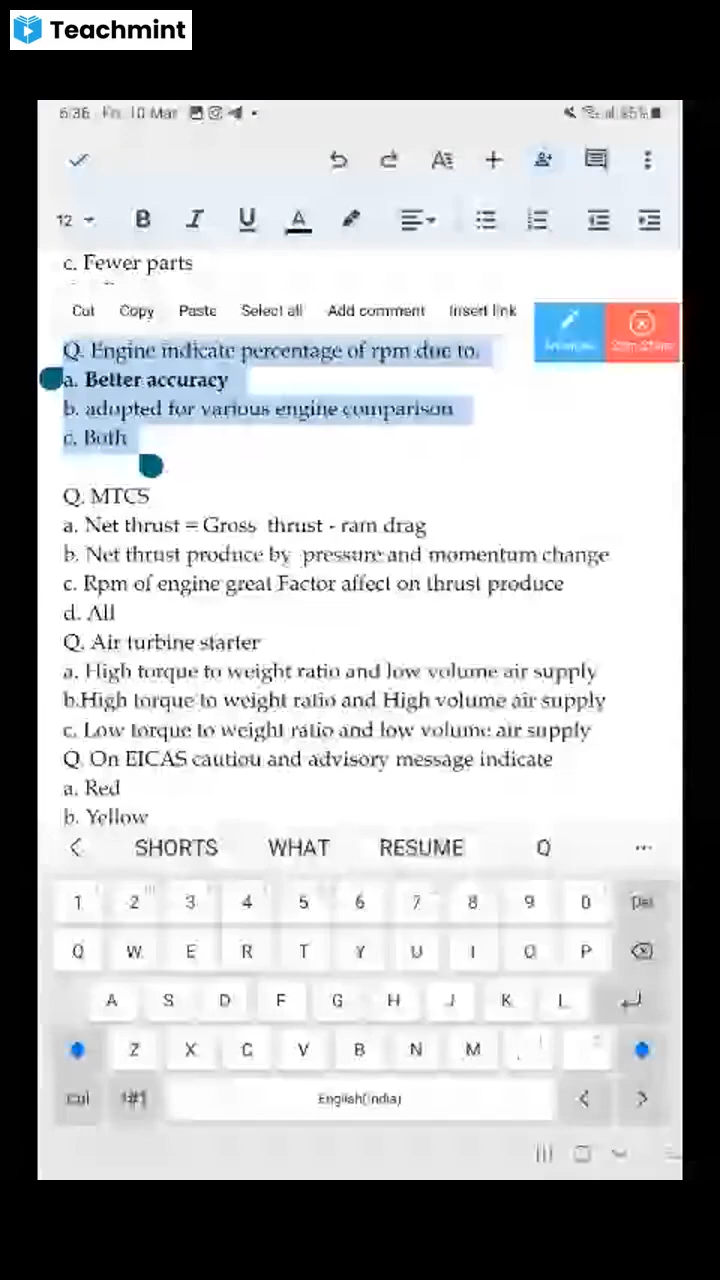 Teachmint
6:36 Fri, 10 Mar
85%
12 B I U A
c. Fewer parts
Cut Copy Paste Select all Add comment Insert link
Stop Share
Q. Engine indicate percentage of rpm due to.
a. Better accuracy
b. adopted for various engine comparison
c. Both
Q. MTCS
a. Net thrust = Gross thrust - ram drag
b. Net thrust produce by pressure and momentum change
c. Rpm of engine great Factor affect on thrust produce
d. All
Q. Air turbine starter
a. High torque to weight ratio and low volume air supply
b.High torque to weight ratio and High volume air supply
c. Low torque to weight ratio and low volume air supply
Q. On EICAS caution and advisory message indicate
a. Red
b. Yellow
SHORTS WHAT RESUME Q ...
1 2 3 4 5 6 7 8 9 0 Del
Q W E R T Y U I O P
A S D F G H J K L
Z X C V B N M , ! . ?
Ctrl !#1 English(India) < >